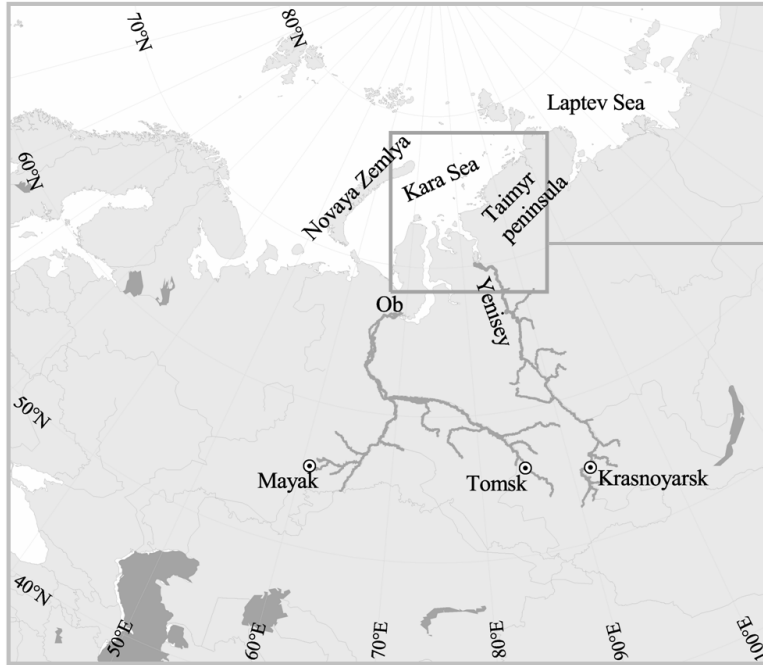 70°N
80°N
Laptev Sea
60°N
Novaya Zemlya
Kara Sea
Taimyr
peninsula
Ob
Yenisey
50°N
Mayak
Tomsk
Krasnoyarsk
40°N
50°E
60°E
70°E
80°E
90°E
100°E